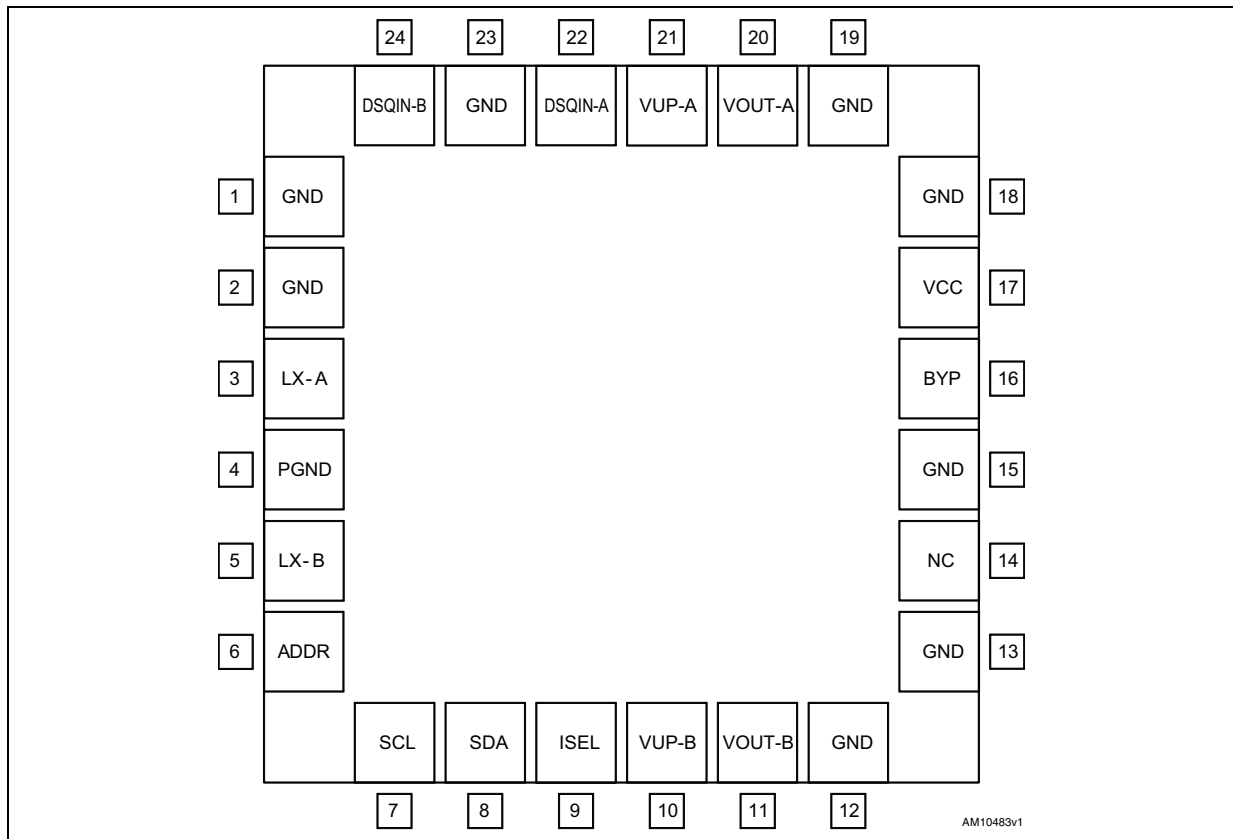 24 23 22 21 20 19
DSQIN-B GND DSQIN-A VUP-A VOUT-A GND
1 GND GND 18
2 GND VCC 17
3 LX-A BYP 16
4 PGND GND 15
5 LX-B NC 14
6 ADDR GND 13
SCL SDA ISEL VUP-B VOUT-B GND
7 8 9 10 11 12
AM10483v1